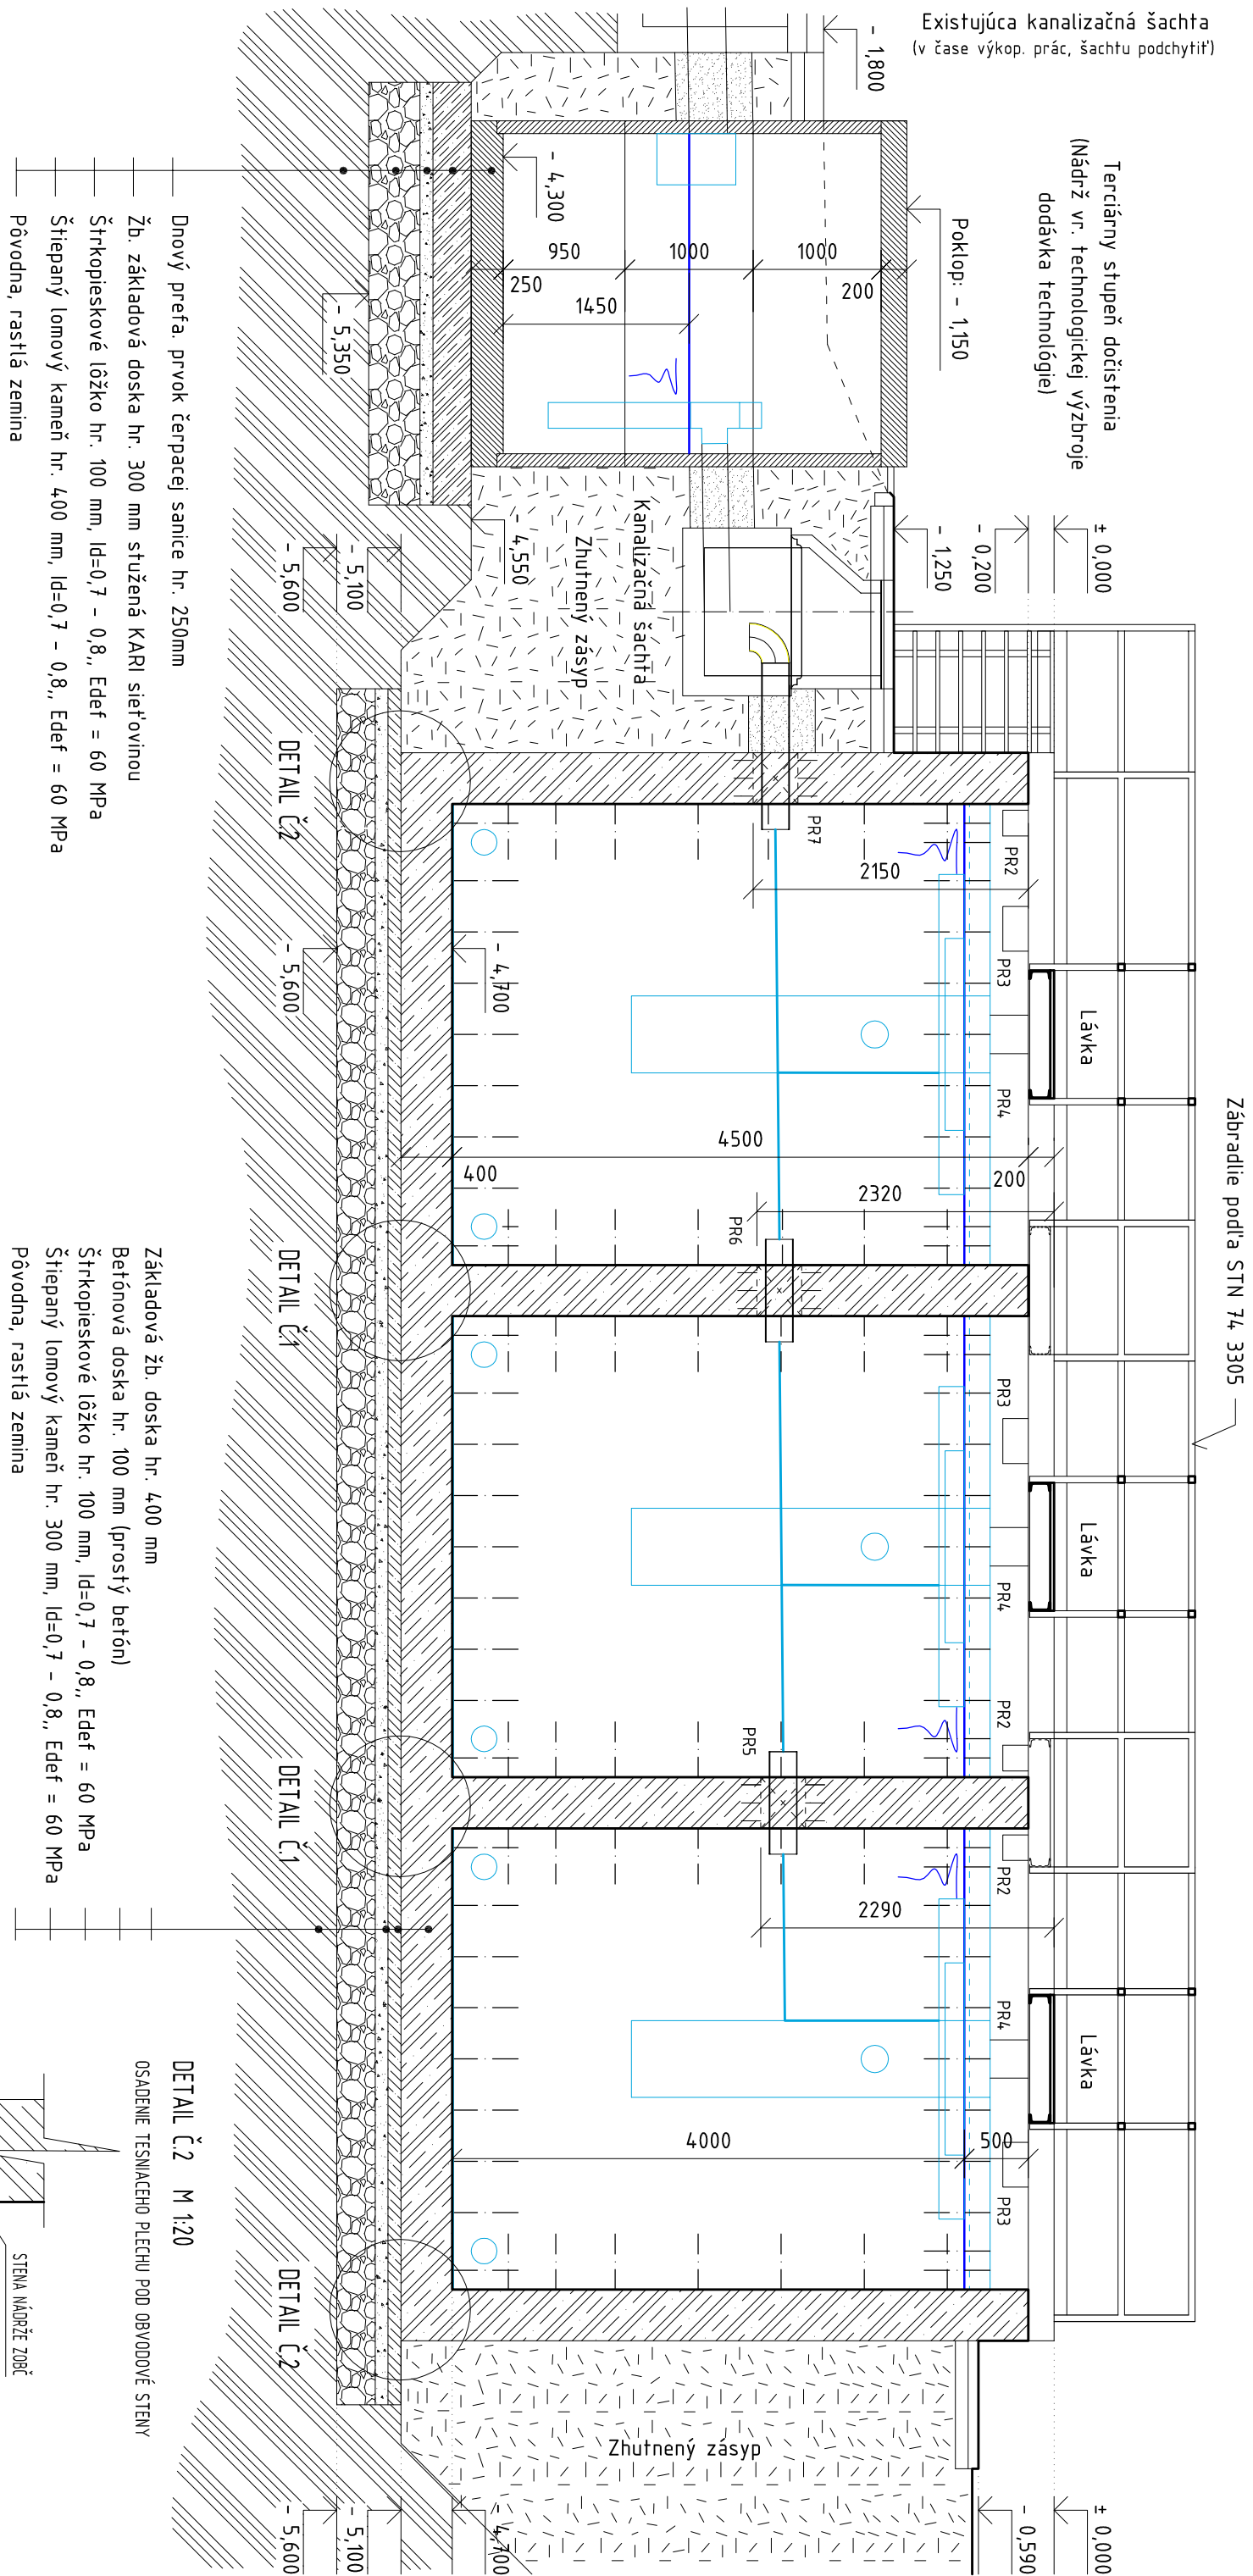 Existujúca kanalizačná šachta
(v čase výkop. prác, šachtu podchytiť)
- 1,800
Terciárny stupeň dočistenia
(Nádrž vr. technologickej výzbroje
dodávka technológie)
Poklop: - 1,150
- 4,300
950
1000
1000
250
200
1450
- 5,350
± 0,000
- 0,200
- 1,250
Kanalizačná šachta
Zhutnený zásyp
- 4,550
- 5,100
- 5,600
Zábradlie podľa STN 74 3305
Lávka
Lávka
Lávka
PR7
PR2
PR3
PR4
2150
4500
400
200
2320
PR6
PR3
PR4
PR2
PR5
PR2
PR4
PR3
2290
4000
500
- 4,700
- 5,600
DETAIL Č.2
DETAIL Č.1
DETAIL Č.1
DETAIL Č.2
Zhutnený zásyp
± 0,000
- 0,590
- 4,700
- 5,100
- 5,600
Dnový prefa. prvok čerpacej sanice hr. 250mm
Žb. základová doska hr. 300 mm stužená KARI sieťovinou
Štrkopieskové lôžko hr. 100 mm, Id=0,7 - 0,8,, Edef = 60 MPa
Štiepaný lomový kameň hr. 400 mm, Id=0,7 - 0,8,, Edef = 60 MPa
Pôvodna, rastlá zemina
Základová žb. doska hr. 400 mm
Betónová doska hr. 100 mm (prostý betón)
Štrkopieskové lôžko hr. 100 mm, Id=0,7 - 0,8,, Edef = 60 MPa
Štiepaný lomový kameň hr. 300 mm, Id=0,7 - 0,8,, Edef = 60 MPa
Pôvodna, rastlá zemina
DETAIL Č.2 M 1:20
OSADENIE TESNIACEHO PLECHU POD OBVODOVÉ STENY
STENA NÁDRŽE ZOBČ